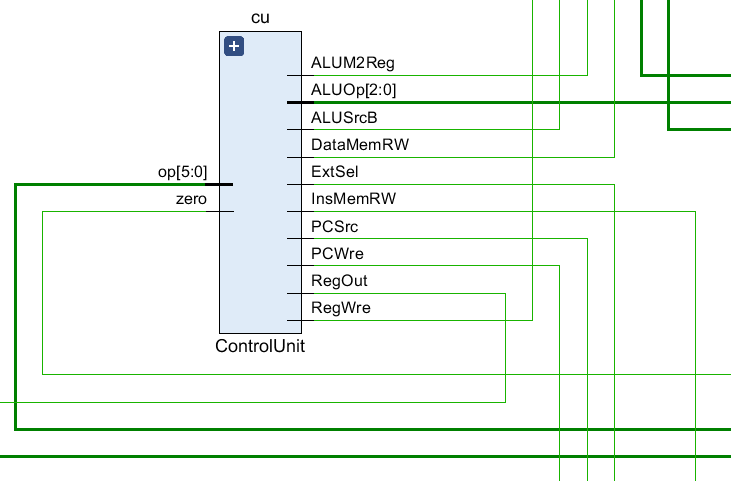 cu
ALUM2Reg
ALUOp[2:0]
ALUSrcB
DataMemRW
op[5:0]
ExtSel
zero
InsMemRW
PCSrc
PCWre
RegOut
RegWre
ControlUnit